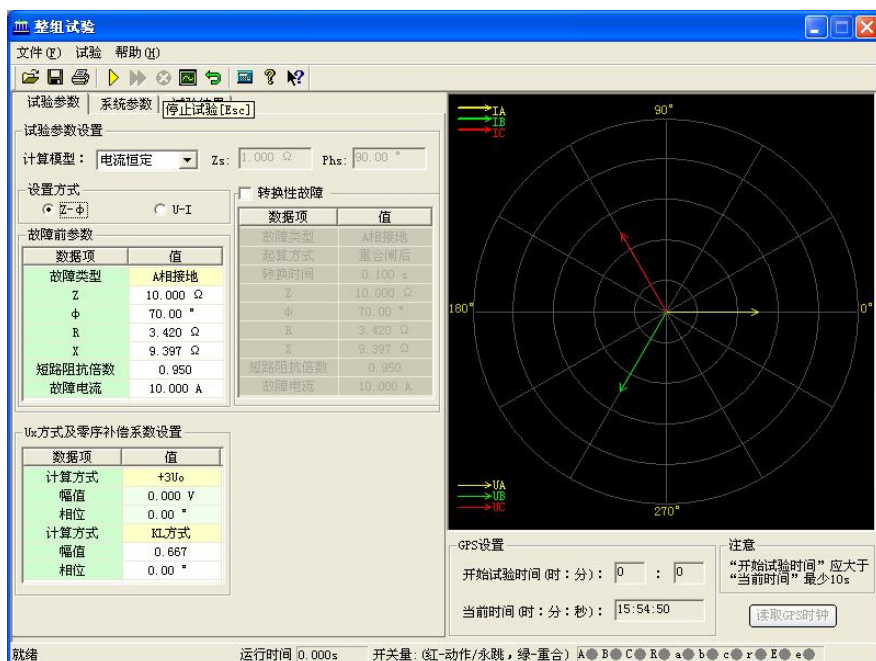 整组试验
文件(F) 试验 帮助(H)
试验参数 系统参数
停止试验[Esc]
试验参数设置
计算模型： 电流恒定 Zs: 1.000 Ω Phs: 90.00 °
设置方式
Z-φ U-I
转换性故障
数据项 值
故障类型 A相接地
起算方式 重合闸后
转换时间 0.100 s
Z 10.000 Ω
φ 70.00 °
R 3.420 Ω
X 9.397 Ω
短路阻抗倍数 0.950
故障电流 10.000 A
故障前参数
数据项 值
故障类型 A相接地
Z 10.000 Ω
φ 70.00 °
R 3.420 Ω
X 9.397 Ω
短路阻抗倍数 0.950
故障电流 10.000 A
Ux方式及零序补偿系数设置
数据项 值
计算方式 +3U₀
幅值 0.000 V
相位 0.00 °
计算方式 KL方式
幅值 0.667
相位 0.00 °
IA
IB
IC
90°
180°
0°
270°
UA
UB
UC
GPS设置
开始试验时间(时：分)： 0 : 0
当前时间(时：分：秒)： 15:54:50
注意
“开始试验时间”应大于
“当前时间”最少10s
读取GPS时钟
就绪 运行时间 0.000s 开关量:(红-动作/永跳，绿-重合) A B C R a b c r E e